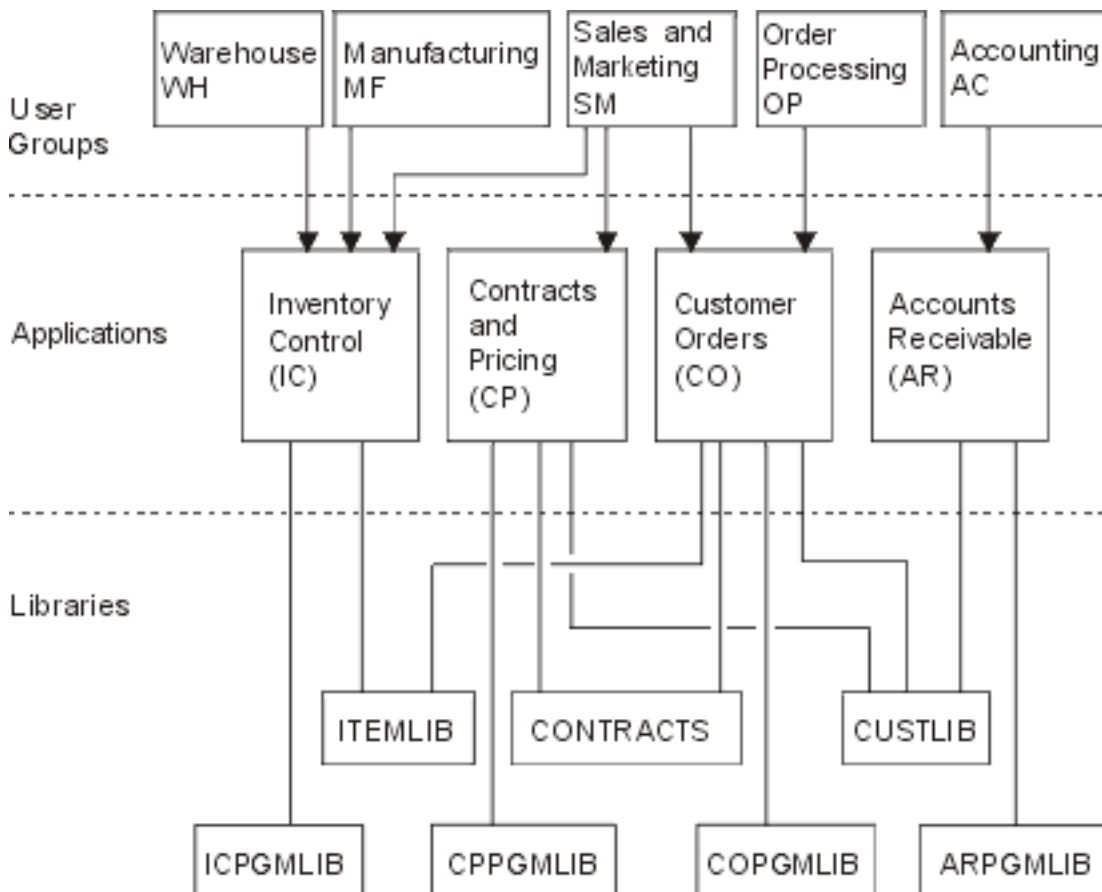 Warehouse
WH
Manufacturing
MF
Sales and
Marketing
SM
Order
Processing
OP
Accounting
AC
User
Groups
Applications
Inventory
Control
(IC)
Contracts
and
Pricing
(CP)
Customer
Orders
(CO)
Accounts
Receivable
(AR)
Libraries
ITEMLIB
CONTRACTS
CUSTLIB
ICPGMLIB
CPPGMLIB
COPGMLIB
ARPGMLIB